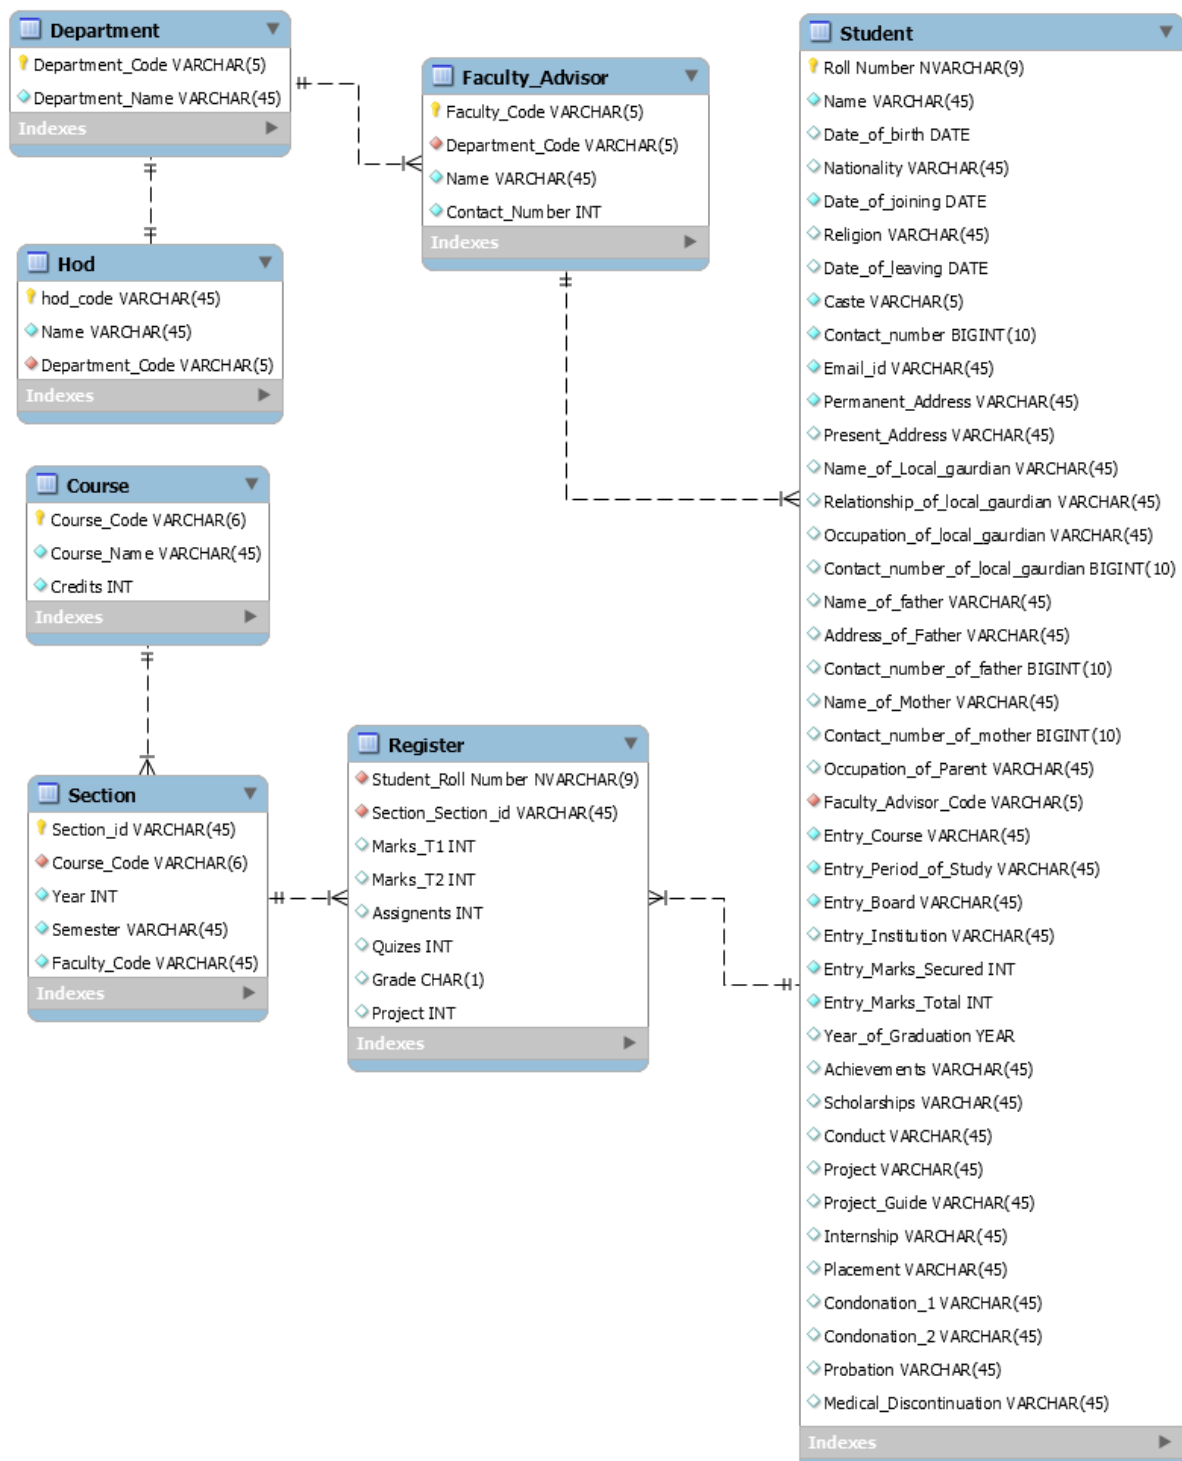 Department
Department_Code VARCHAR(5)
Department_Name VARCHAR(45)
Indexes
Hod
hod_code VARCHAR(45)
Name VARCHAR(45)
Department_Code VARCHAR(5)
Indexes
Course
Course_Code VARCHAR(6)
Course_Name VARCHAR(45)
Credits INT
Indexes
Section
Section_id VARCHAR(45)
Course_Code VARCHAR(6)
Year INT
Semester VARCHAR(45)
Faculty_Code VARCHAR(45)
Indexes
Faculty_Advisor
Faculty_Code VARCHAR(5)
Department_Code VARCHAR(5)
Name VARCHAR(45)
Contact_Number INT
Indexes
Register
Student_Roll Number NVARCHAR(9)
Section_Section_id VARCHAR(45)
Marks_T1 INT
Marks_T2 INT
Assignents INT
Quizes INT
Grade CHAR(1)
Project INT
Indexes
Student
Roll Number NVARCHAR(9)
Name VARCHAR(45)
Date_of_birth DATE
Nationality VARCHAR(45)
Date_of_joining DATE
Religion VARCHAR(45)
Date_of_leaving DATE
Caste VARCHAR(5)
Contact_number BIGINT(10)
Email_id VARCHAR(45)
Permanent_Address VARCHAR(45)
Present_Address VARCHAR(45)
Name_of_Local_gaurdian VARCHAR(45)
Relationship_of_local_gaurdian VARCHAR(45)
Occupation_of_local_gaurdian VARCHAR(45)
Contact_number_of_local_gaurdian BIGINT(10)
Name_of_father VARCHAR(45)
Address_of_Father VARCHAR(45)
Contact_number_of_father BIGINT(10)
Name_of_Mother VARCHAR(45)
Contact_number_of_mother BIGINT(10)
Occupation_of_Parent VARCHAR(45)
Faculty_Advisor_Code VARCHAR(5)
Entry_Course VARCHAR(45)
Entry_Period_of_Study VARCHAR(45)
Entry_Board VARCHAR(45)
Entry_Institution VARCHAR(45)
Entry_Marks_Secured INT
Entry_Marks_Total INT
Year_of_Graduation YEAR
Achievements VARCHAR(45)
Scholarships VARCHAR(45)
Conduct VARCHAR(45)
Project VARCHAR(45)
Project_Guide VARCHAR(45)
Internship VARCHAR(45)
Placement VARCHAR(45)
Condonation_1 VARCHAR(45)
Condonation_2 VARCHAR(45)
Probation VARCHAR(45)
Medical_Discontinuation VARCHAR(45)
Indexes